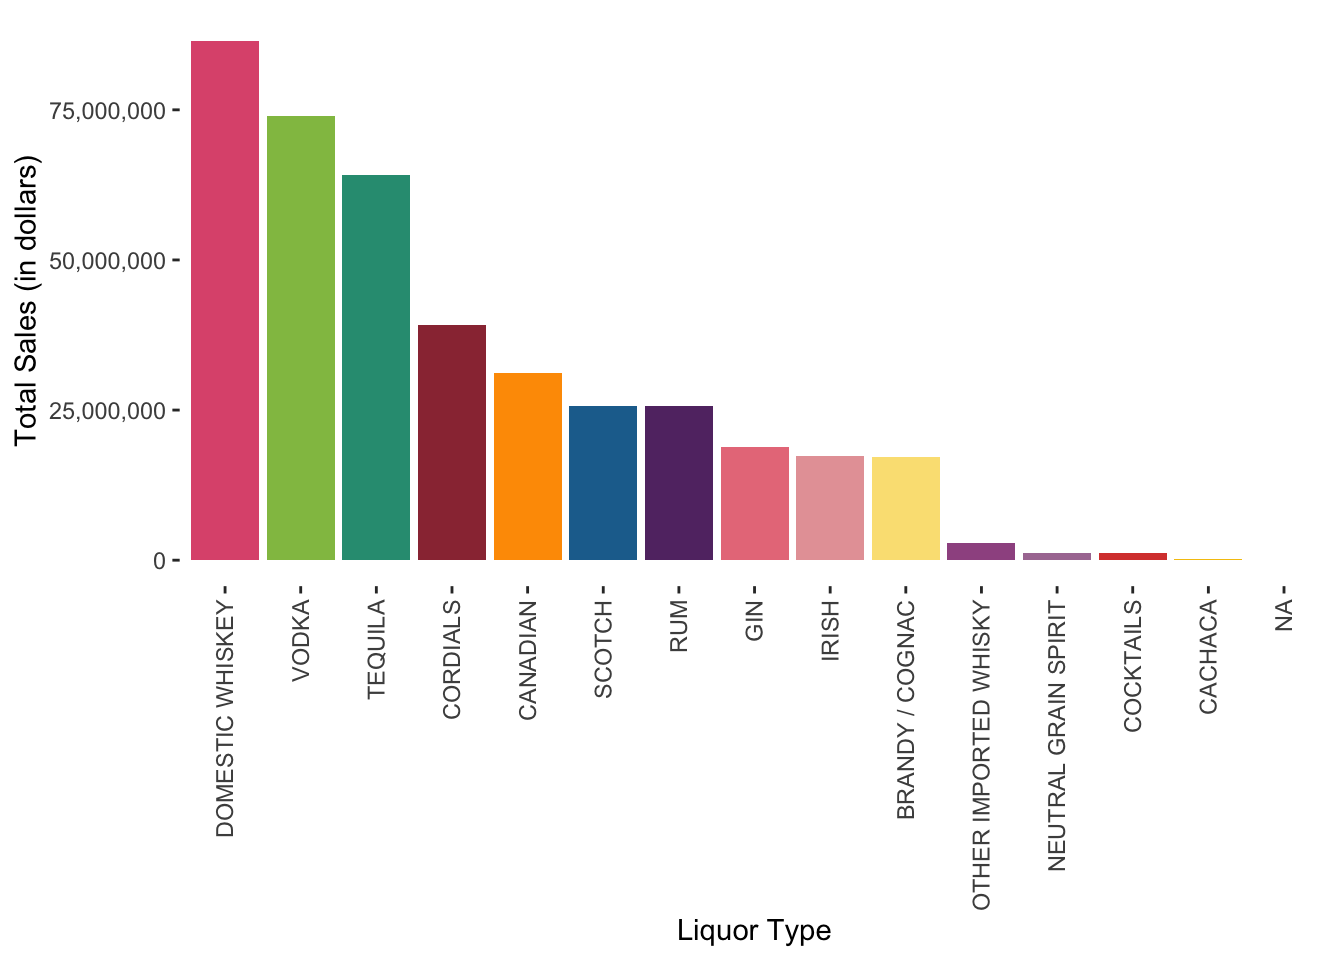 Total Sales (in dollars)
75,000,000
50,000,000
25,000,000
0
DOMESTIC WHISKEY
VODKA
TEQUILA
CORDIALS
CANADIAN
SCOTCH
RUM
GIN
IRISH
BRANDY / COGNAC
OTHER IMPORTED WHISKY
NEUTRAL GRAIN SPIRIT
COCKTAILS
CACHACA
NA
Liquor Type